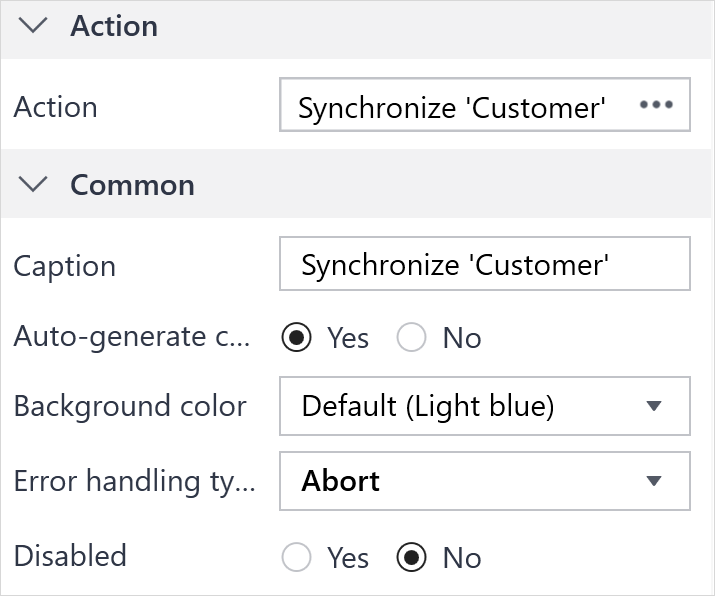 Action
Action Synchronize 'Customer' •••
Common
Caption Synchronize 'Customer'
Auto-generate c... Yes No
Background color Default (Light blue)
Error handling ty... Abort
Disabled Yes No